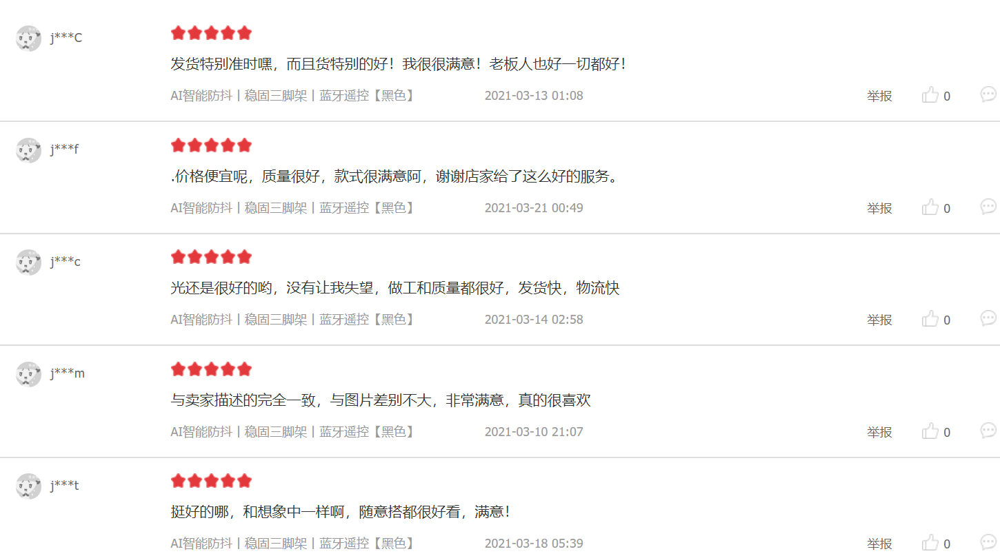 j***C
发货特别准时嘿，而且货特别的好！我很很满意！老板人也好一切都好！
AI智能防抖丨稳固三脚架丨蓝牙遥控【黑色】 2021-03-13 01:08 举报 0
j***f
.价格便宜呢，质量很好，款式很满意阿，谢谢店家给了这么好的服务。
AI智能防抖丨稳固三脚架丨蓝牙遥控【黑色】 2021-03-21 00:49 举报 0
j***c
光还是很好的哟，没有让我失望，做工和质量都很好，发货快，物流快
AI智能防抖丨稳固三脚架丨蓝牙遥控【黑色】 2021-03-14 02:58 举报 0
j***m
与卖家描述的完全一致，与图片差别不大，非常满意，真的很喜欢
AI智能防抖丨稳固三脚架丨蓝牙遥控【黑色】 2021-03-10 21:07 举报 0
j***t
挺好的哪，和想象中一样啊，随意搭都很好看，满意！
AI智能防抖丨稳固三脚架丨蓝牙遥控【黑色】 2021-03-18 05:39 举报 0